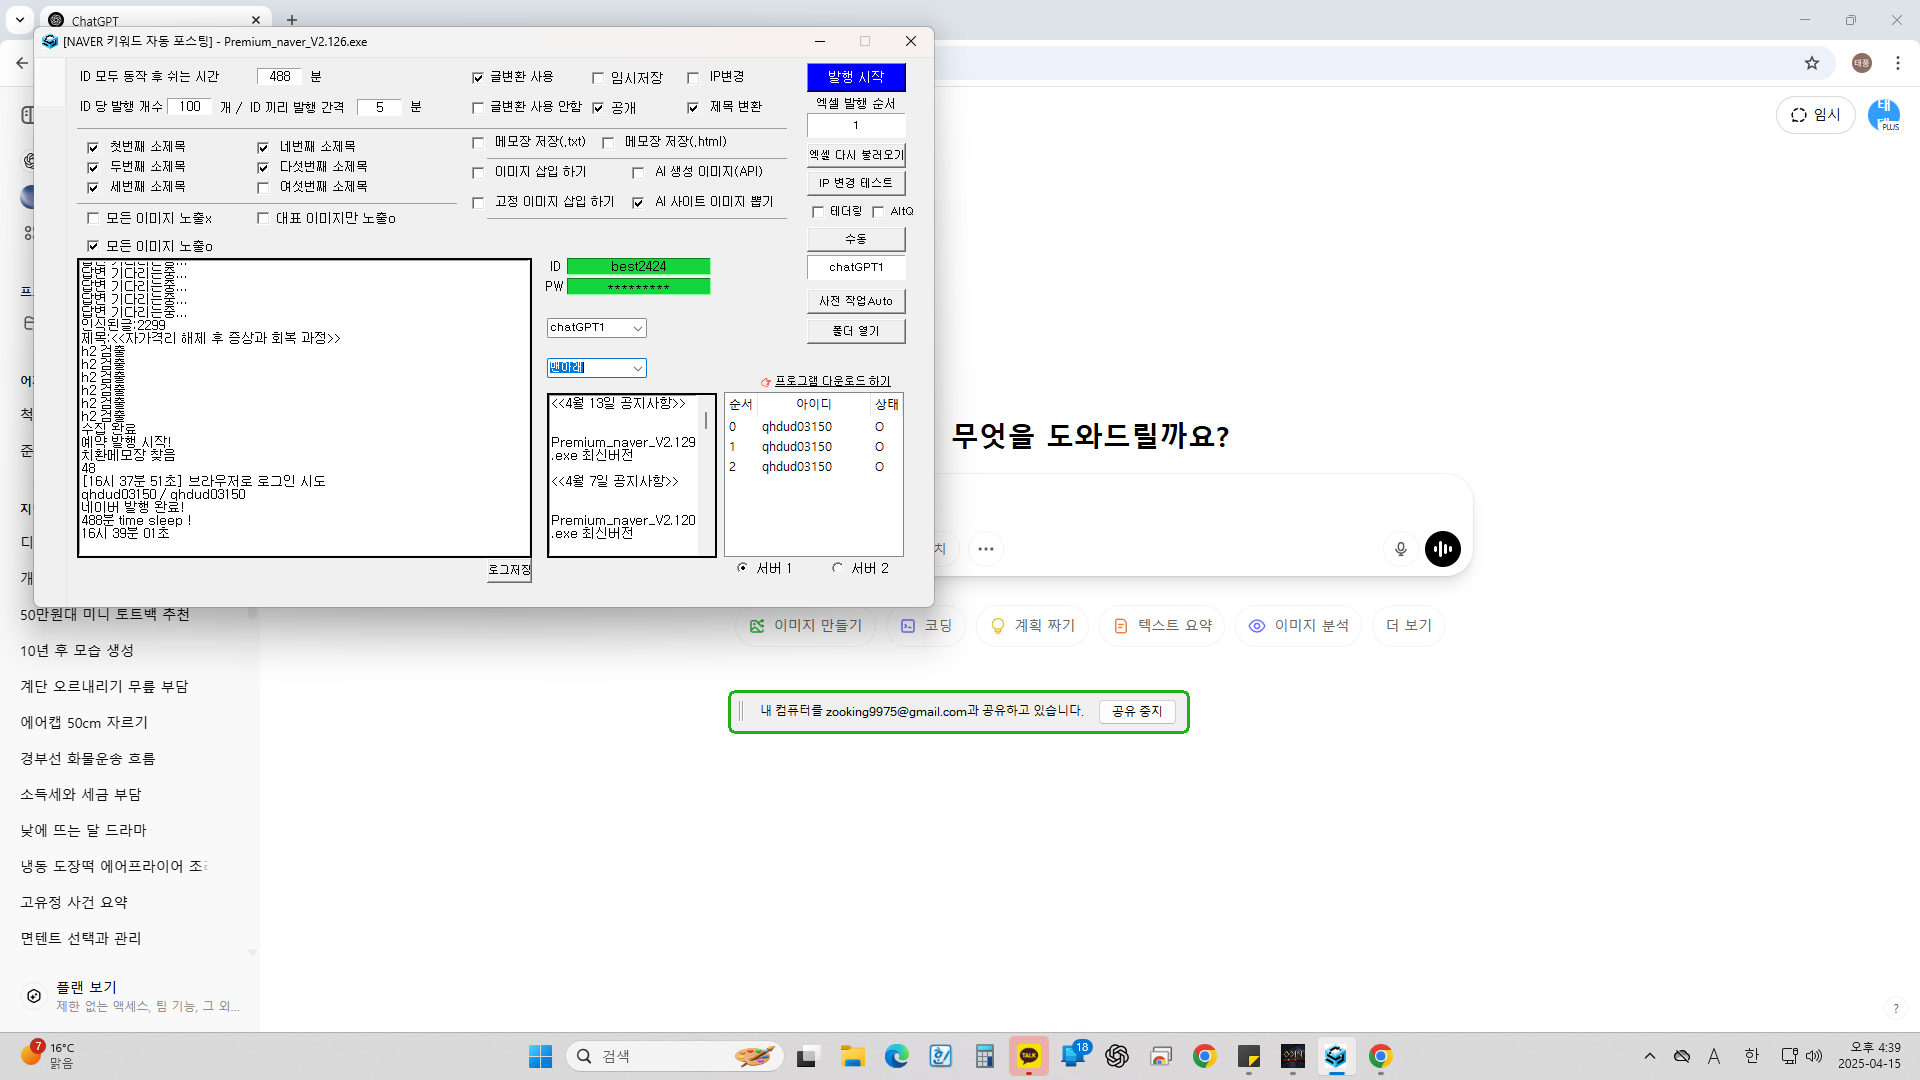 ChatGPT
[NAVER 키워드 자동 포스팅] - Premium_naver_V2.126.exe
ID 모두 동작 후 쉬는 시간 488 분
ID 당 발행 개수 100 개 / ID 끼리 발행 간격 5 분
글변환 사용 임시저장 IP변경
글변환 사용 안함 공개 제목 변환
발행 시작
엑셀 발행 순서
1
엑셀 다시 불러오기
IP 변경 테스트
테더링 AltQ
수동
chatGPT1
사전 작업Auto
폴더 열기
첫번째 소제목 네번째 소제목
두번째 소제목 다섯번째 소제목
세번째 소제목 여섯번째 소제목
메모장 저장(.txt) 메모장 저장(.html)
이미지 삽입 하기 AI 생성 이미지(API)
고정 이미지 삽입 하기 AI 사이트 이미지 뽑기
모든 이미지 노출x 대표 이미지만 노출o
모든 이미지 노출o
답변 기다리는중...
답변 기다리는중...
답변 기다리는중...
답변 기다리는중...
답변 기다리는중...
인식된글:2299
제목:<<자가격리 해제 후 증상과 회복 과정>>
h2 검출
h2 검출
h2 검출
h2 검출
h2 검출
h2 검출
수집 완료
예약 발행 시작!
치환메모장 찾음
48
[16시 37분 51초] 브라우저로 로그인 시도
qhdud03150 / qhdud03150
네이버 발행 완료!
488분 time sleep !
16시 39분 01초
로그저장
ID best2424
PW *********
chatGPT1
맨아래
<<4월 13일 공지사항>>
Premium_naver_V2.129
.exe 최신버전
<<4월 7일 공지사항>>
Premium_naver_V2.120
.exe 최신버전
프로그램 다운로드 하기
순서 아이디 상태
0 qhdud03150 O
1 qhdud03150 O
2 qhdud03150 O
서버 1 서버 2
태풍
임시
PLUS
무엇을 도와드릴까요?
치
이미지 만들기 코딩 계획 짜기 텍스트 요약 이미지 분석 더 보기
내 컴퓨터를 zooking9975@gmail.com과 공유하고 있습니다. 공유 중지
프
어
척
준
지
디
개
50만원대 미니 토트백 추천
10년 후 모습 생성
계단 오르내리기 무릎 부담
에어캡 50cm 자르기
경부선 화물운송 흐름
소득세와 세금 부담
낮에 뜨는 달 드라마
냉동 도장떡 에어프라이어 조
고유정 사건 요약
면텐트 선택과 관리
플랜 보기
제한 없는 액세스, 팀 기능, 그 외...
?
7
16°C
맑음
검색
TALK
18
A
한
오후 4:39
2025-04-15